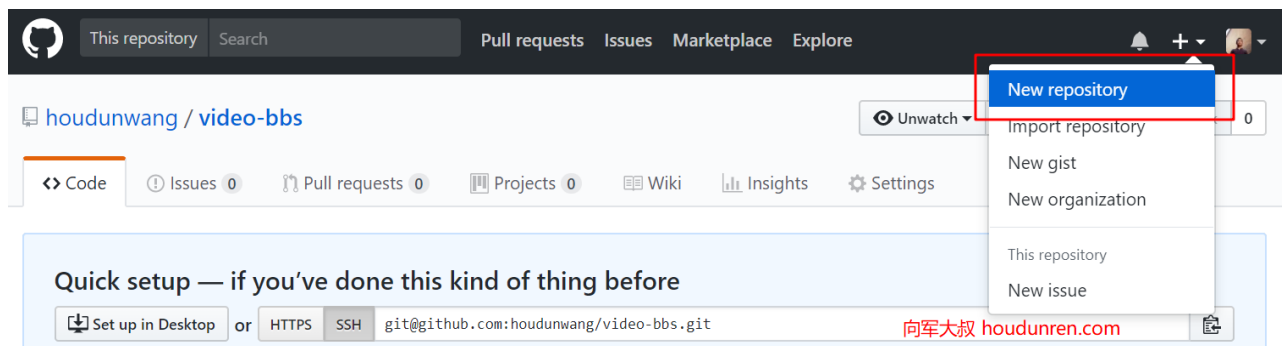 This repository Search Pull requests Issues Marketplace Explore
New repository
houdunwang / video-bbs
Unwatch 0
Import repository
Code Issues 0 Pull requests 0 Projects 0 Wiki Insights Settings
New gist
New organization
This repository
New issue
Quick setup — if you’ve done this kind of thing before
Set up in Desktop or HTTPS SSH git@github.com:houdunwang/video-bbs.git
向军大叔 houdunren.com